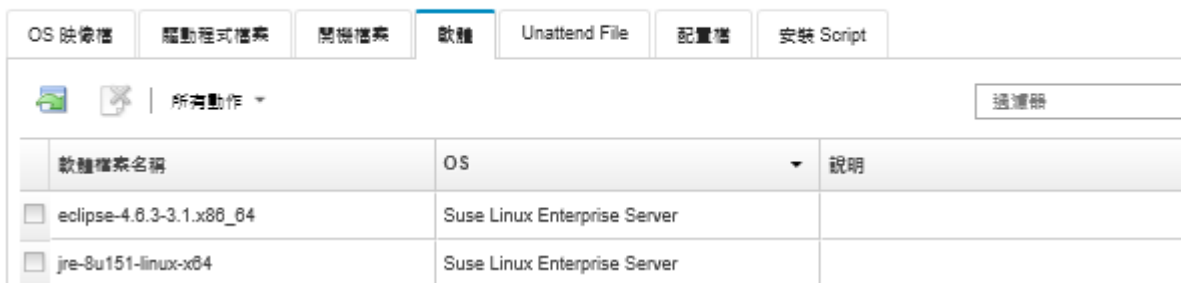 OS 映像檔 驅動程式檔案 開機檔案 軟體 Unattend File 配置檔 安裝 Script
所有動作 過濾器
軟體檔案名稱 OS 說明
eclipse-4.6.3-3.1.x86_64 Suse Linux Enterprise Server
jre-8u151-linux-x64 Suse Linux Enterprise Server